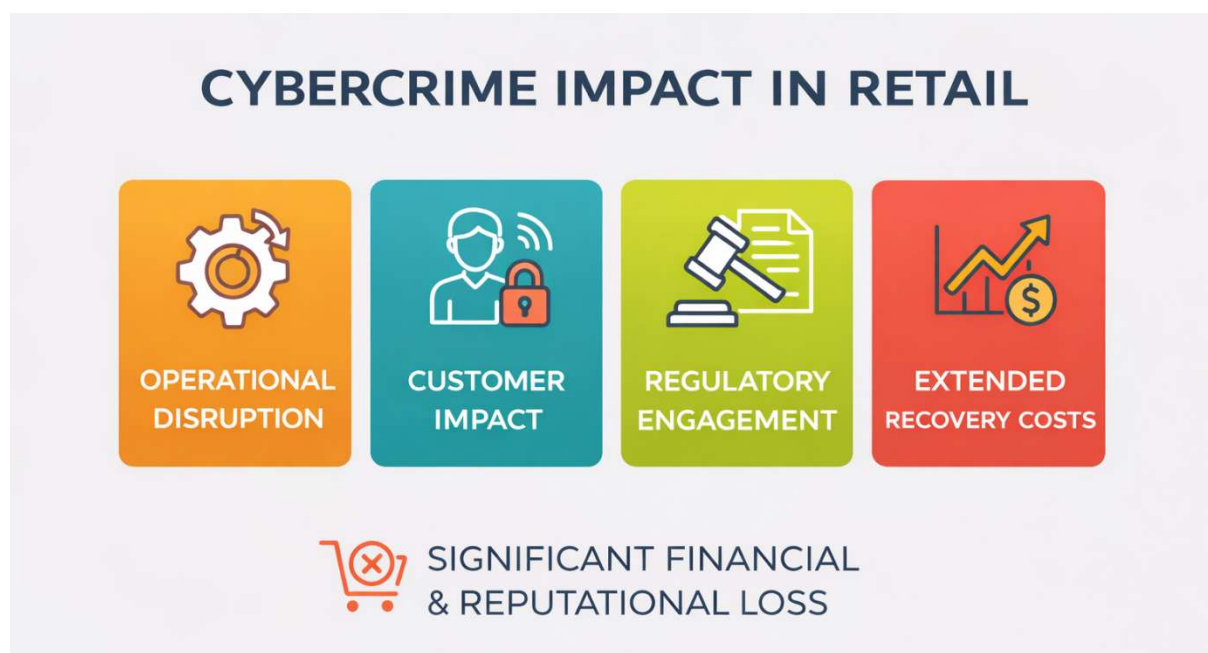 CYBERCRIME IMPACT IN RETAIL
OPERATIONAL
DISRUPTION
CUSTOMER
IMPACT
REGULATORY
ENGAGEMENT
$
EXTENDED
RECOVERY COSTS
SIGNIFICANT FINANCIAL
& REPUTATIONAL LOSS